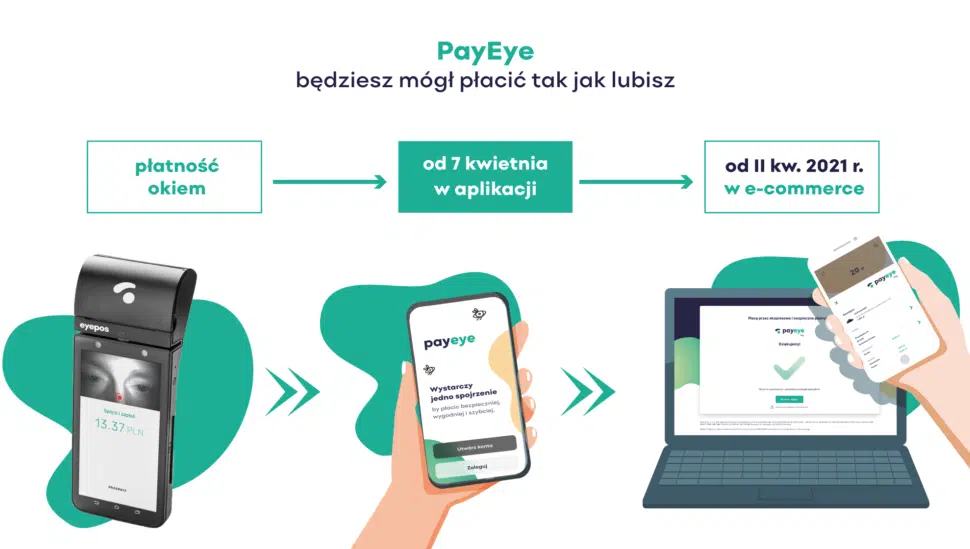 PayEye
będziesz mógł płacić tak jak lubisz
płatność
okiem
od 7 kwietnia
w aplikacji
od II kw. 2021 r.
w e-commerce
eyepos
Spójrz i zapłać
13.37 PLN
payeye
Wystarczy
jedno spojrzenie
by płacić bezpieczniej,
wygodniej i szybciej.
Utwórz konto
Zaloguj
payeye
Dziękujemy!
20
payeye